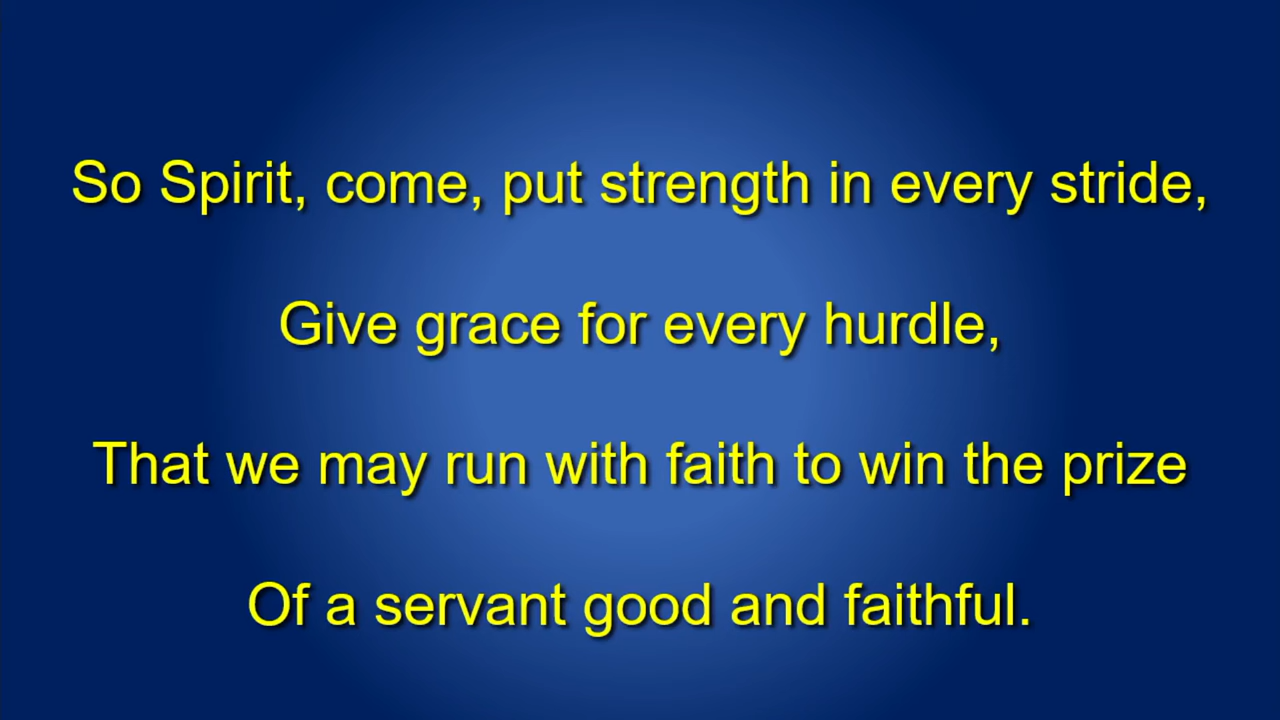 So Spirit, come, put strength in every stride,
Give grace for every hurdle,
That we may run with faith to win the prize
Of a servant good and faithful.